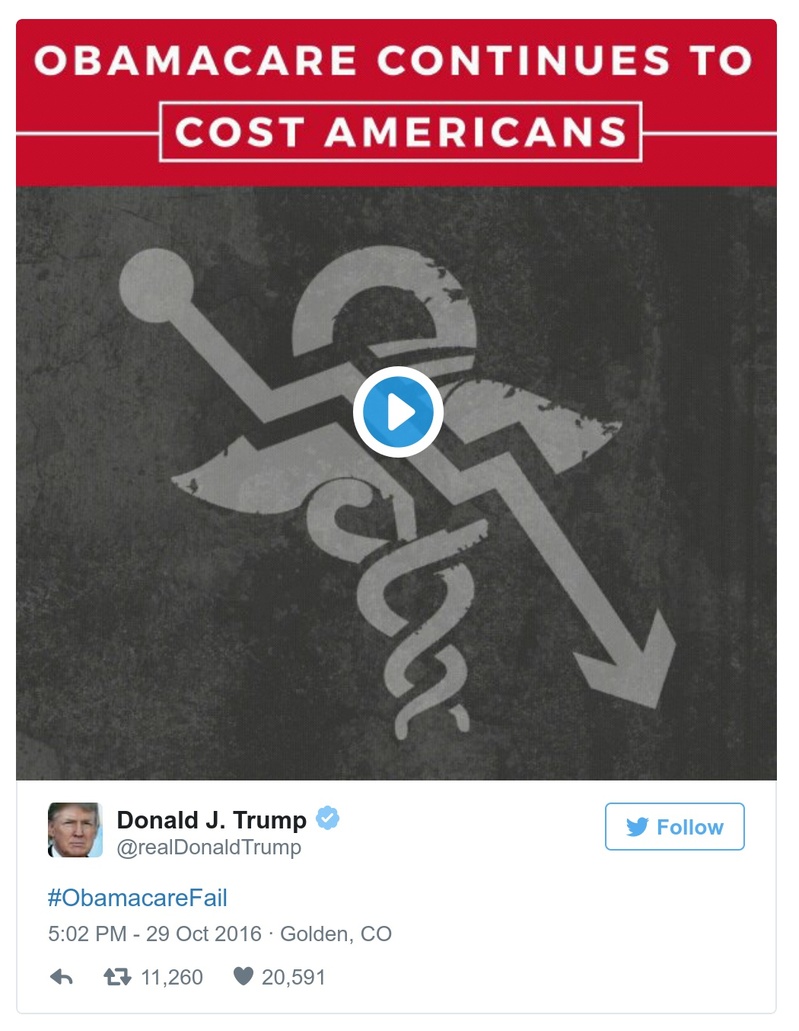 OBAMACARE CONTINUES TO
COST AMERICANS
Donald J. Trump
@realDonaldTrump
Follow
#ObamacareFail
5:02 PM - 29 Oct 2016 · Golden, CO
11,260 20,591